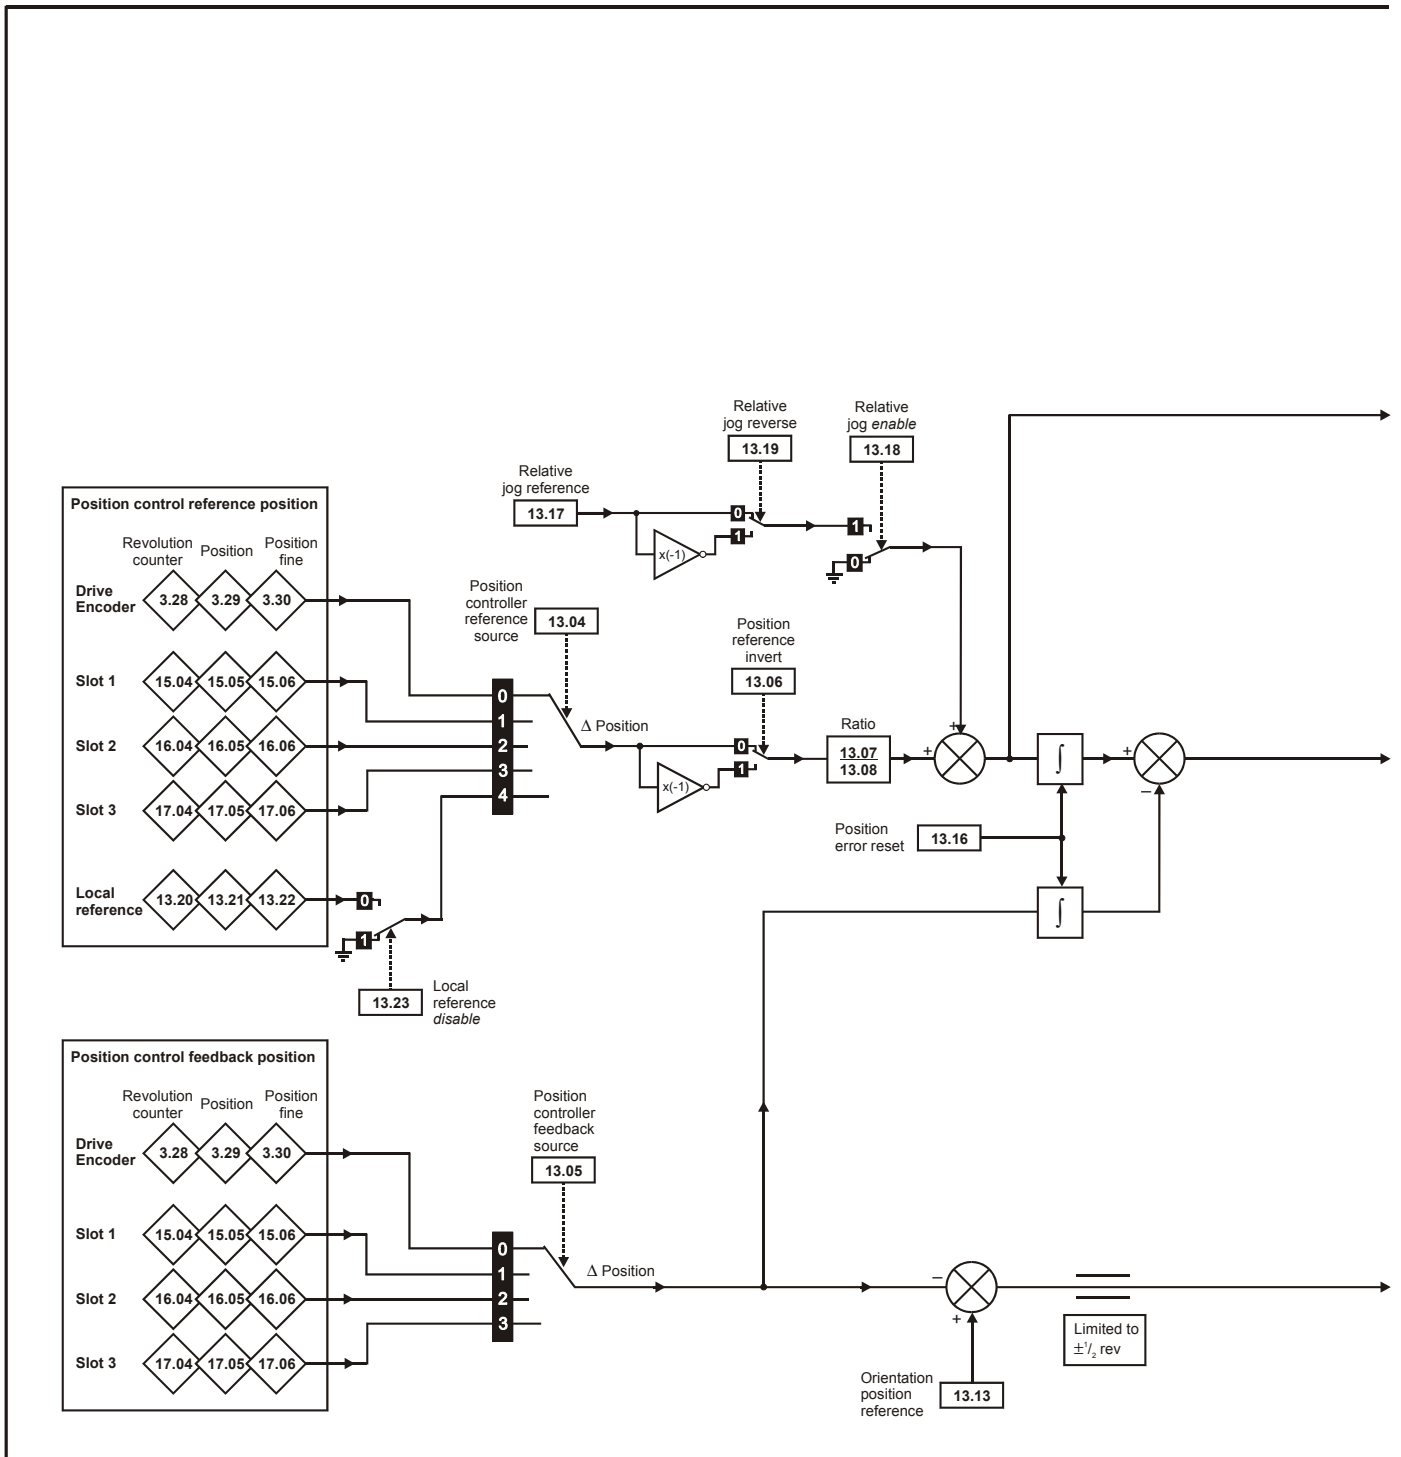 Relative
jog reverse
13.19
Relative
jog enable
13.18
Relative
jog reference
13.17
0
1
x(-1)
1
0
Position control reference position
Revolution
counter
Position
Position
fine
Drive
Encoder
3.28
3.29
3.30
Slot 1
15.04
15.05
15.06
Slot 2
16.04
16.05
16.06
Slot 3
17.04
17.05
17.06
Local
reference
13.20
13.21
13.22
0
1
13.23
Local
reference
disable
Position
controller
reference
source
13.04
0
1
2
3
4
Δ Position
Position
reference
invert
13.06
0
1
x(-1)
Ratio
13.07
13.08
+
+
∫
+
−
Position
error reset
13.16
∫
Position control feedback position
Revolution
counter
Position
Position
fine
Drive
Encoder
3.28
3.29
3.30
Slot 1
15.04
15.05
15.06
Slot 2
16.04
16.05
16.06
Slot 3
17.04
17.05
17.06
Position
controller
feedback
source
13.05
0
1
2
3
Δ Position
−
+
Limited to
±1/2 rev
Orientation
position
reference
13.13